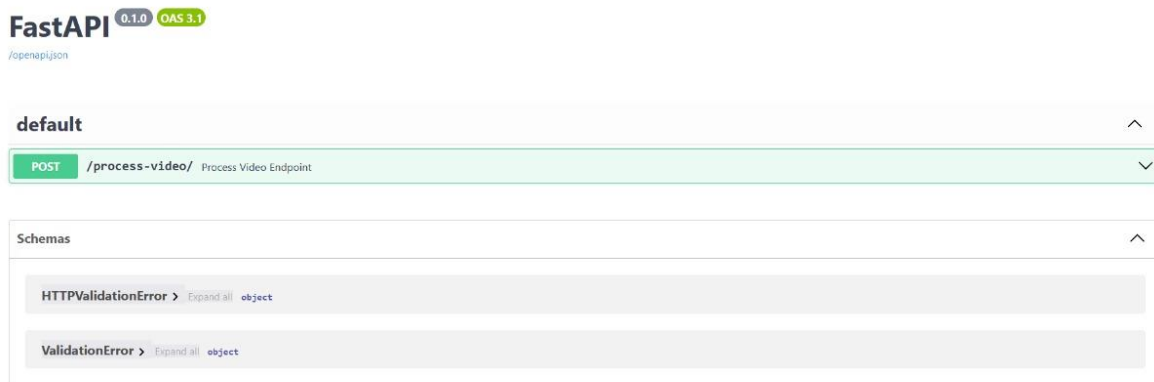 FastAPI 0.1.0 OAS 3.1
/openapi.json
default
POST /process-video/ Process Video Endpoint
Schemas
HTTPValidationError Expand all object
ValidationError Expand all object